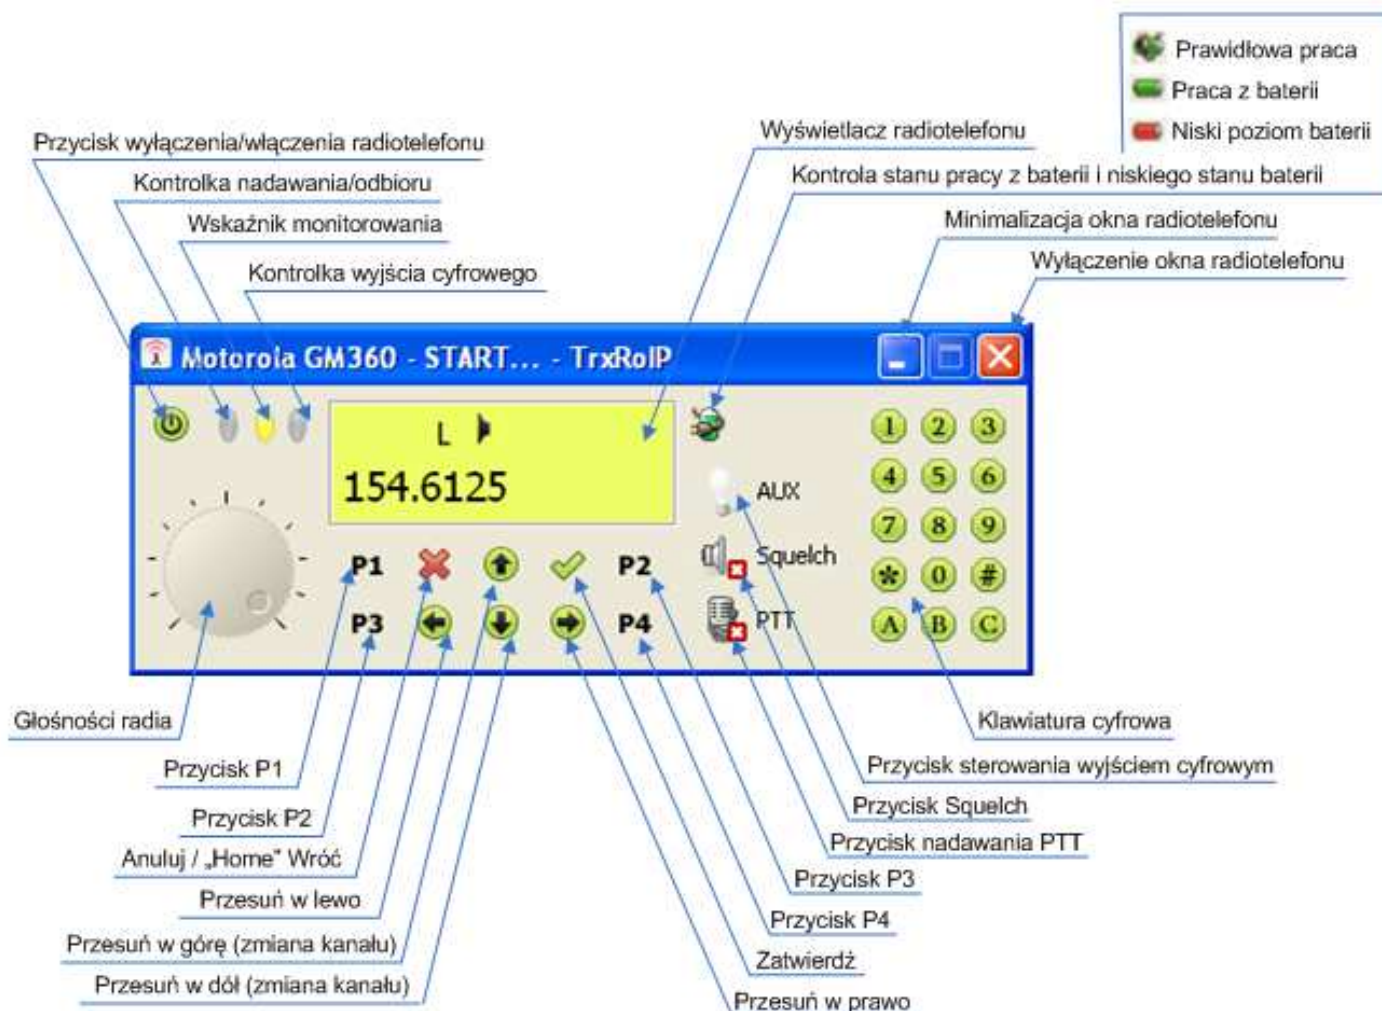 Prawidłowa praca
Praca z baterii
Niski poziom baterii
Przycisk wyłączenia/włączenia radiotelefonu
Wyświetlacz radiotelefonu
Kontrolka nadawania/odbioru
Kontrola stanu pracy z baterii i niskiego stanu baterii
Wskaźnik monitorowania
Minimalizacja okna radiotelefonu
Kontrolka wyjścia cyfrowego
Wyłączenie okna radiotelefonu
Motorola GM360 - START... - TrxRoIP
L
154.6125
AUX
Squelch
PTT
P1
P2
P3
P4
1 2 3
4 5 6
7 8 9
* 0 #
A B C
Głośności radia
Klawiatura cyfrowa
Przycisk P1
Przycisk sterowania wyjściem cyfrowym
Przycisk P2
Przycisk Squelch
Anuluj / „Home" Wróć
Przycisk nadawania PTT
Przesuń w lewo
Przycisk P3
Przesuń w górę (zmiana kanału)
Przycisk P4
Przesuń w dół (zmiana kanału)
Zatwierdź
Przesuń w prawo